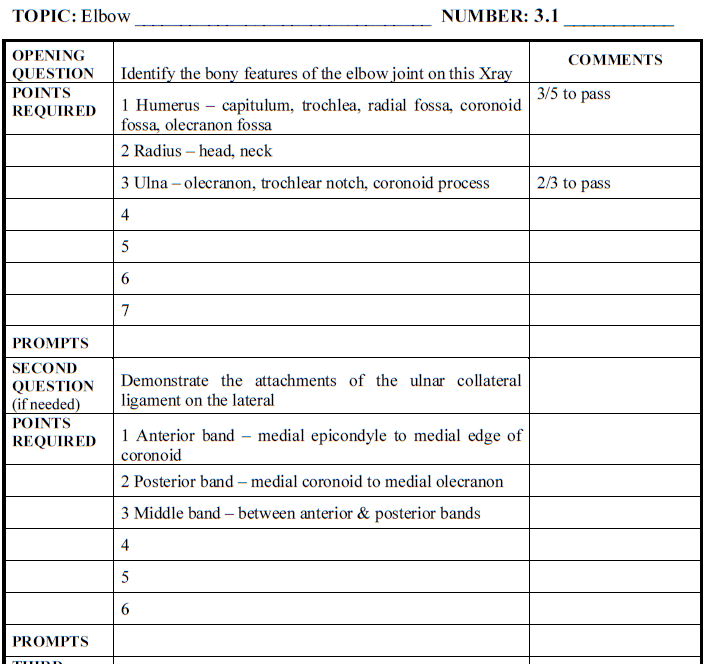 TOPIC: Elbow ________________________________ NUMBER: 3.1 ____________
OPENING
QUESTION
Identify the bony features of the elbow joint on this Xray
COMMENTS
POINTS
REQUIRED
1 Humerus – capitulum, trochlea, radial fossa, coronoid
fossa, olecranon fossa
3/5 to pass
2 Radius – head, neck
3 Ulna – olecranon, trochlear notch, coronoid process
2/3 to pass
4
5
6
7
PROMPTS
SECOND
QUESTION
(if needed)
Demonstrate the attachments of the ulnar collateral
ligament on the lateral
POINTS
REQUIRED
1 Anterior band – medial epicondyle to medial edge of
coronoid
2 Posterior band – medial coronoid to medial olecranon
3 Middle band – between anterior & posterior bands
4
5
6
PROMPTS
THIRD